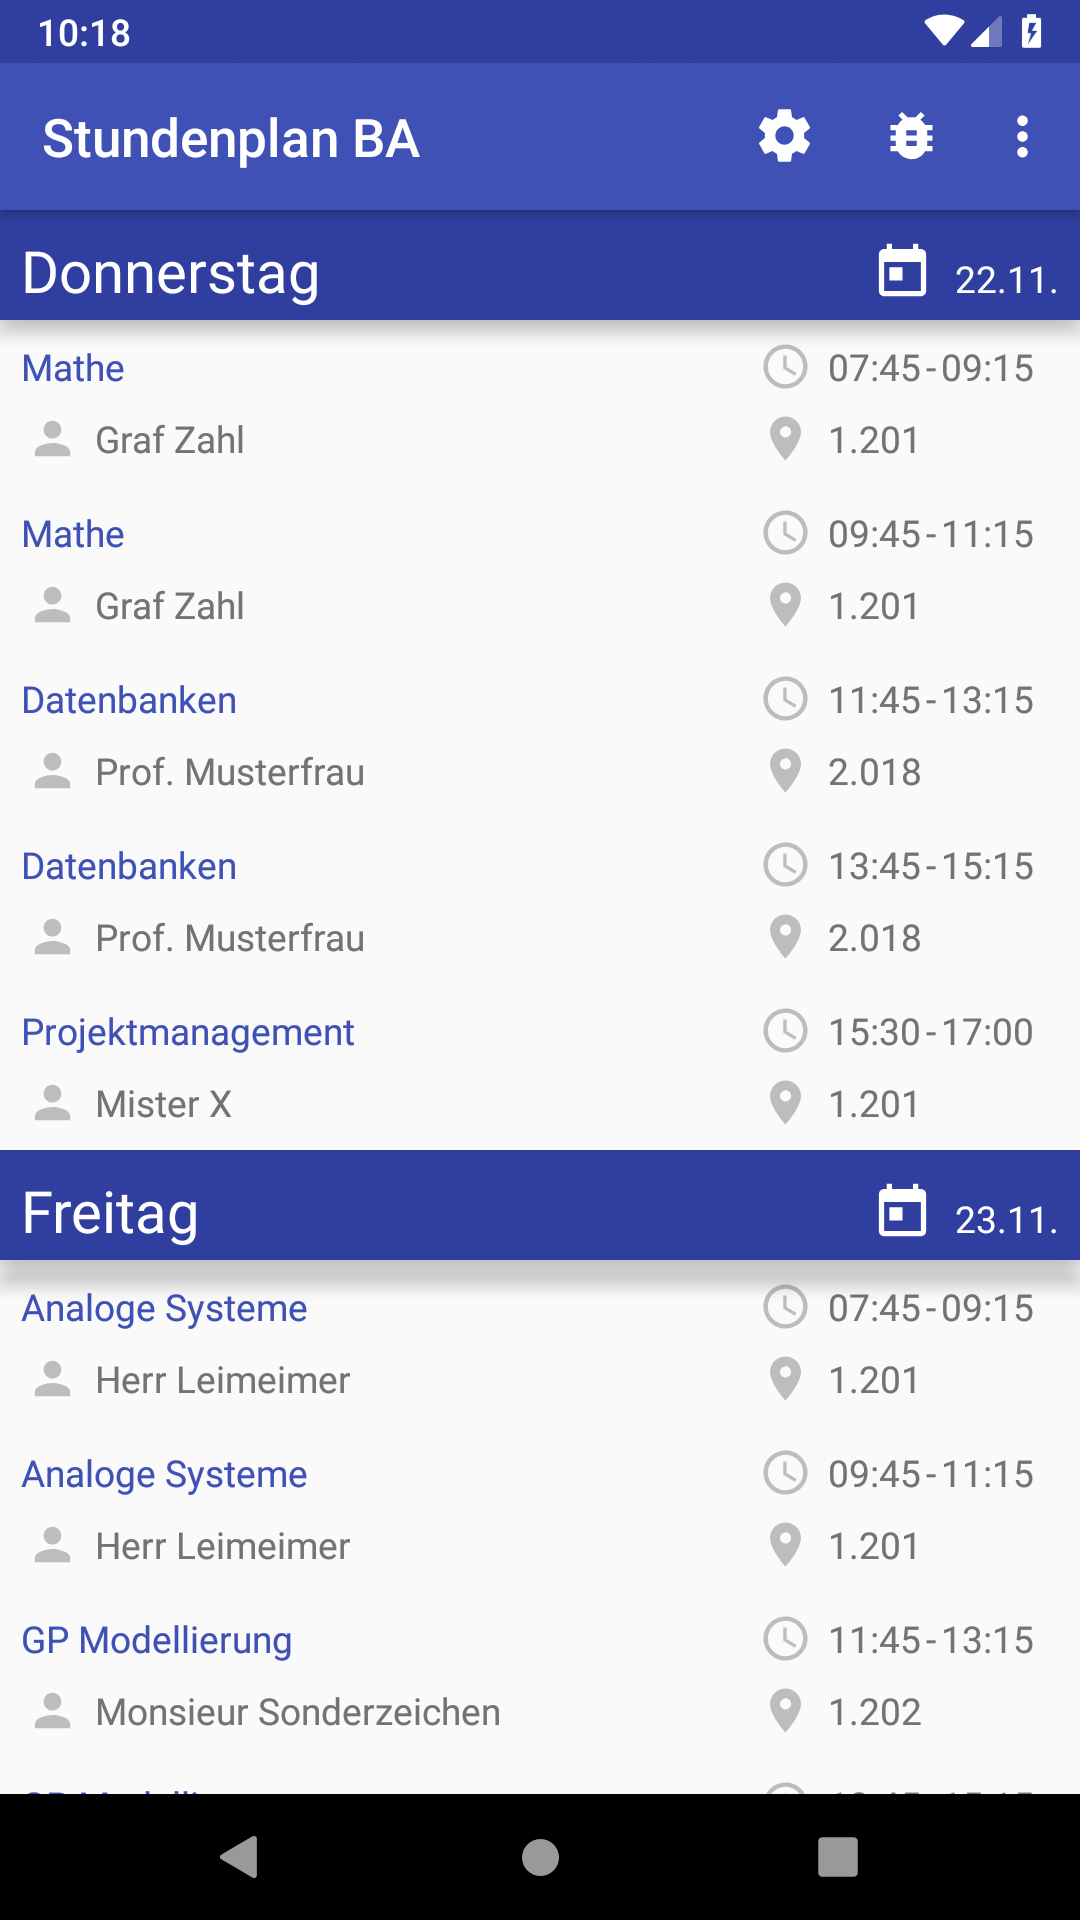 10:18
Stundenplan BA
Donnerstag 22.11.
Mathe 07:45 - 09:15
Graf Zahl 1.201
Mathe 09:45 - 11:15
Graf Zahl 1.201
Datenbanken 11:45 - 13:15
Prof. Musterfrau 2.018
Datenbanken 13:45 - 15:15
Prof. Musterfrau 2.018
Projektmanagement 15:30 - 17:00
Mister X 1.201
Freitag 23.11.
Analoge Systeme 07:45 - 09:15
Herr Leimeimer 1.201
Analoge Systeme 09:45 - 11:15
Herr Leimeimer 1.201
GP Modellierung 11:45 - 13:15
Monsieur Sonderzeichen 1.202